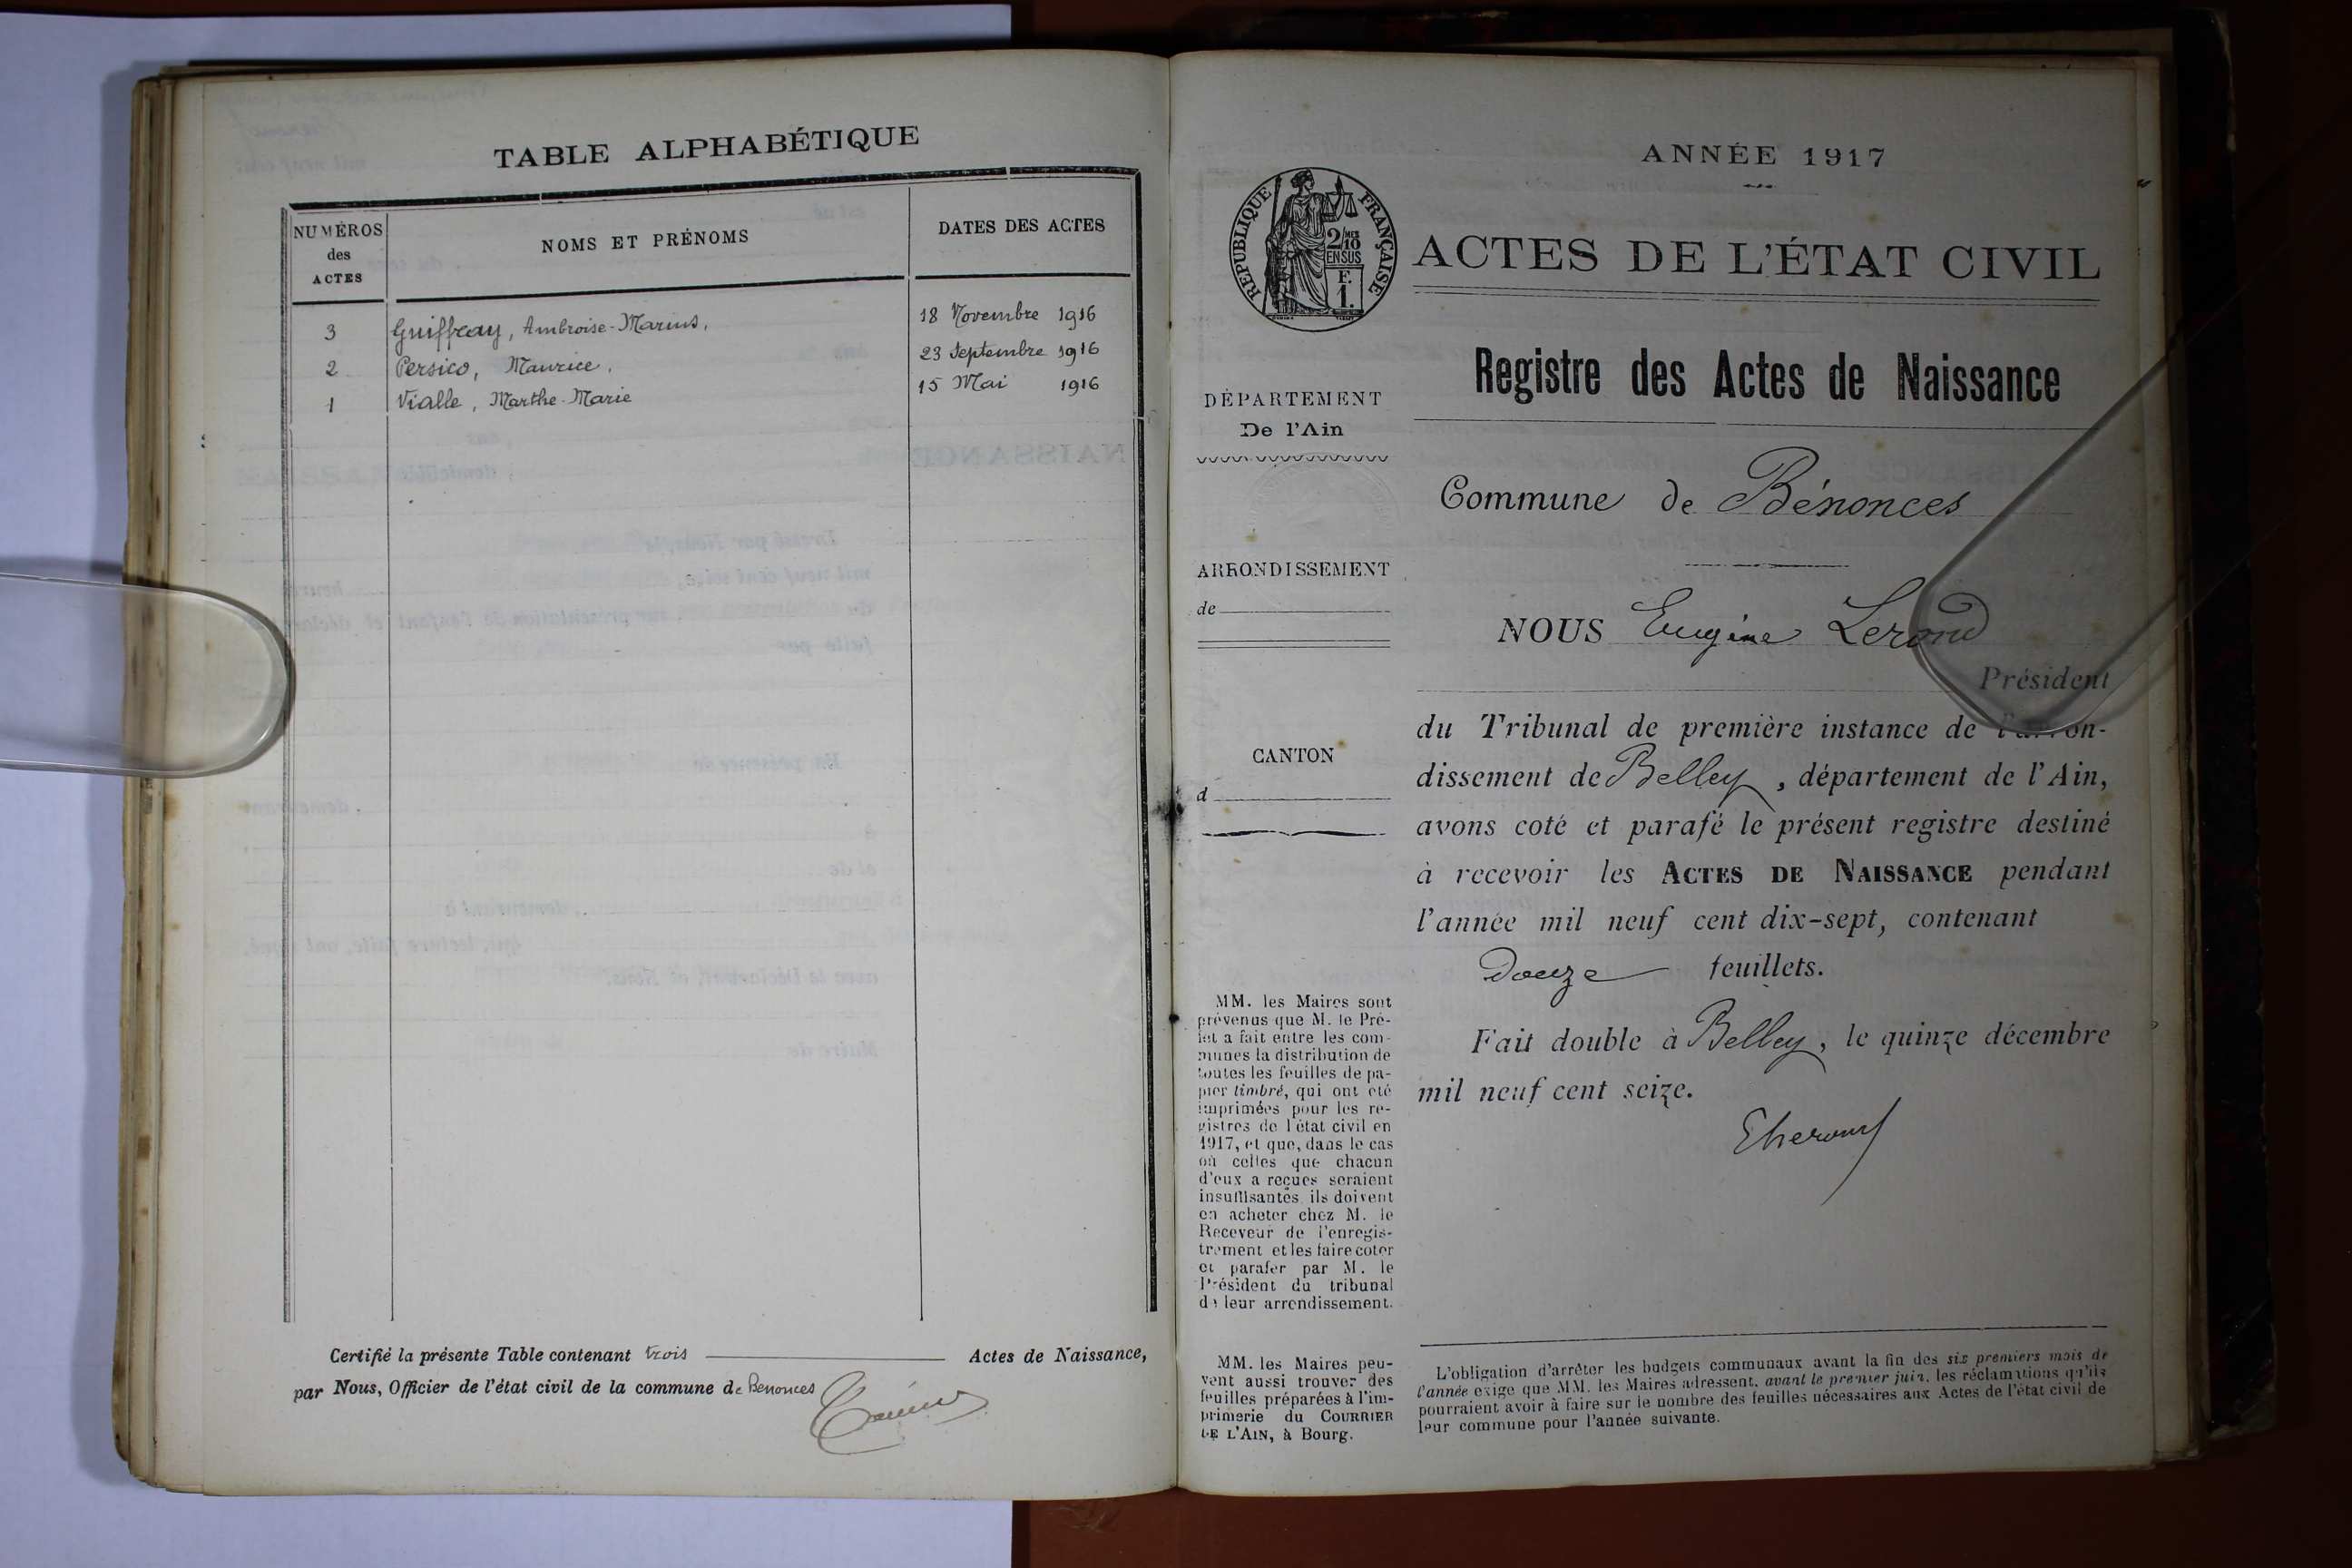 TABLE ALPHABÉTIQUE
NUMÉROS
des
ACTES
NOMS ET PRÉNOMS
DATES DES ACTES
3 Guiffray, Ambroise-Marius, 18 Novembre 1916
2 Persico, Maurice, 23 Septembre 1916
1 Vialle, Marthe-Marie 15 Mai 1916
Certifié la présente Table contenant trois Actes de Naissance,
par Nous, Officier de l'état civil de la commune de Benonces
ANNÉE 1917
RÉPUBLIQUE FRANÇAISE
2/10
MES
EN SUS
F.
1.
ACTES DE L'ÉTAT CIVIL
Registre des Actes de Naissance
DÉPARTEMENT
De l'Ain
ARRONDISSEMENT
de
CANTON
d
Commune de Bénonces
NOUS Eugène
Président
du Tribunal de première instance de l'arron-
dissement de Belley, département de l'Ain,
avons coté et parafé le présent registre destiné
à recevoir les ACTES DE NAISSANCE pendant
l'année mil neuf cent dix-sept, contenant
Douze feuillets.
Fait double à Belley, le quinze décembre
mil neuf cent seize.
MM. les Maires sont
prévenus que M. le Pré-
fet a fait entre les com-
munes la distribution de
toutes les feuilles de pa-
pier timbré, qui ont été
imprimées pour les re-
gistres de l'état civil en
1917, et que, dans le cas
où celles que chacun
d'eux a reçues seraient
insuffisantes ils doivent
en acheter chez M. le
Receveur de l'enregis-
trement et les faire coter
et parafer par M. le
Président du tribunal
de leur arrondissement.
MM. les Maires peu-
vent aussi trouver des
feuilles préparées à l'im-
primerie du COURRIER
DE L'AIN, à Bourg.
L'obligation d'arrêter les budgets communaux avant la fin des six premiers mois de
l'année exige que MM. les Maires adressent, avant le premier juin, les réclamations qu'ils
pourraient avoir à faire sur le nombre des feuilles nécessaires aux Actes de l'état civil de
leur commune pour l'année suivante.